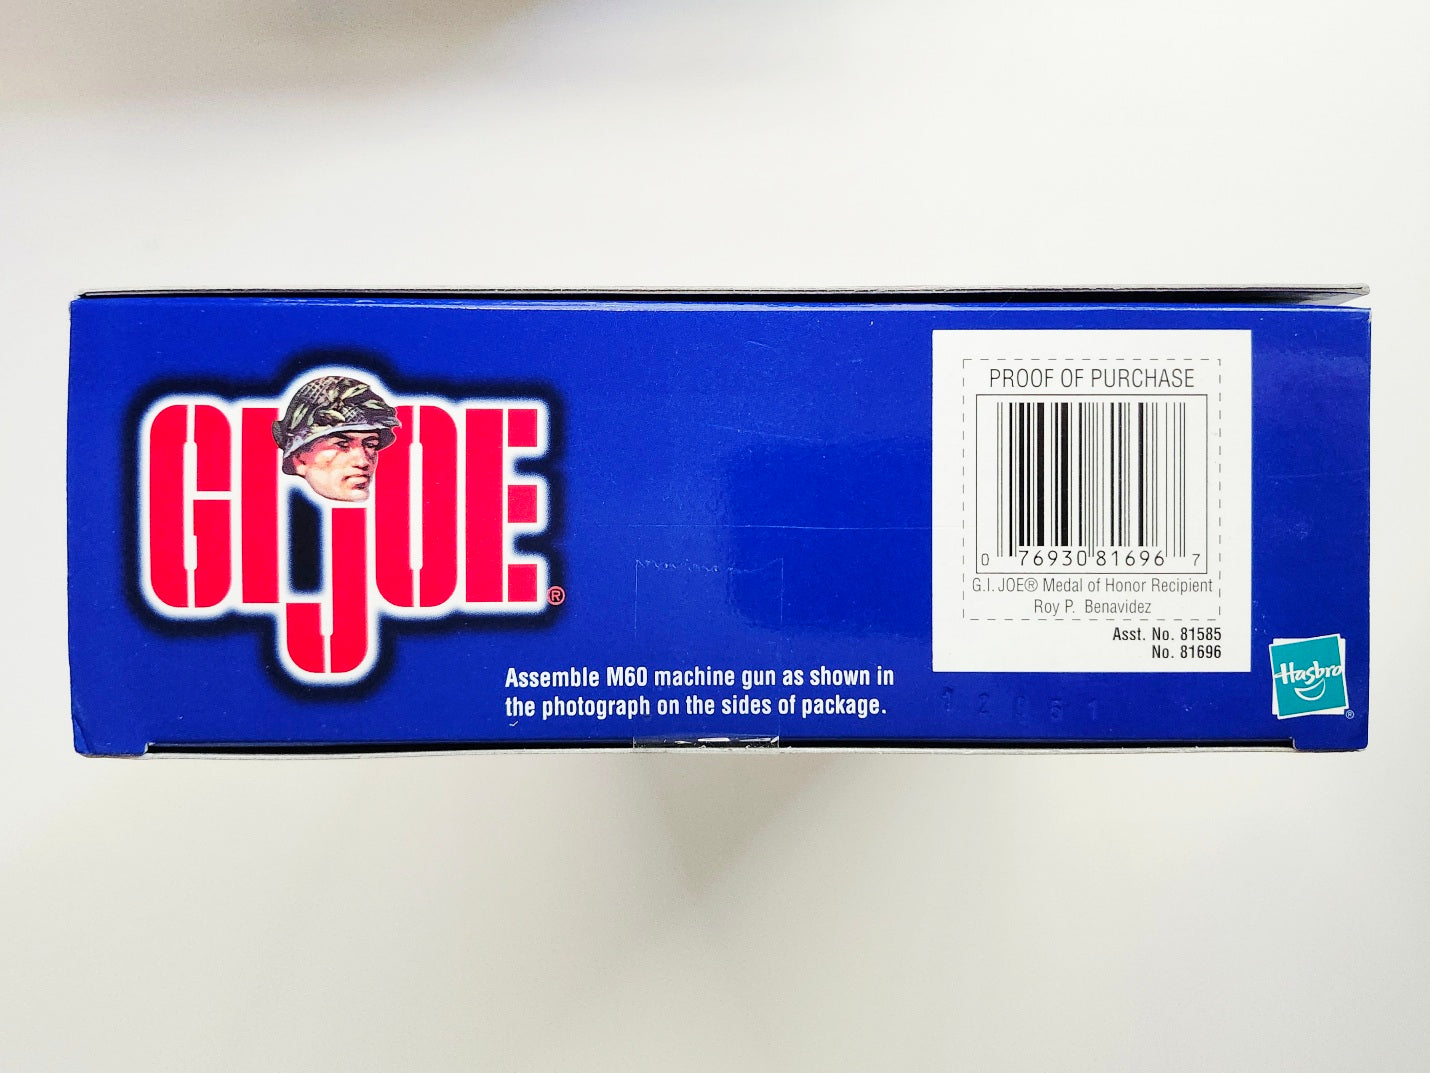 GI JOE ®
Assemble M60 machine gun as shown in
the photograph on the sides of package.
PROOF OF PURCHASE
0 76930 81696 7
G.I. JOE® Medal of Honor Recipient
Roy P. Benavidez
Asst. No. 81585
No. 81696
Hasbro ®